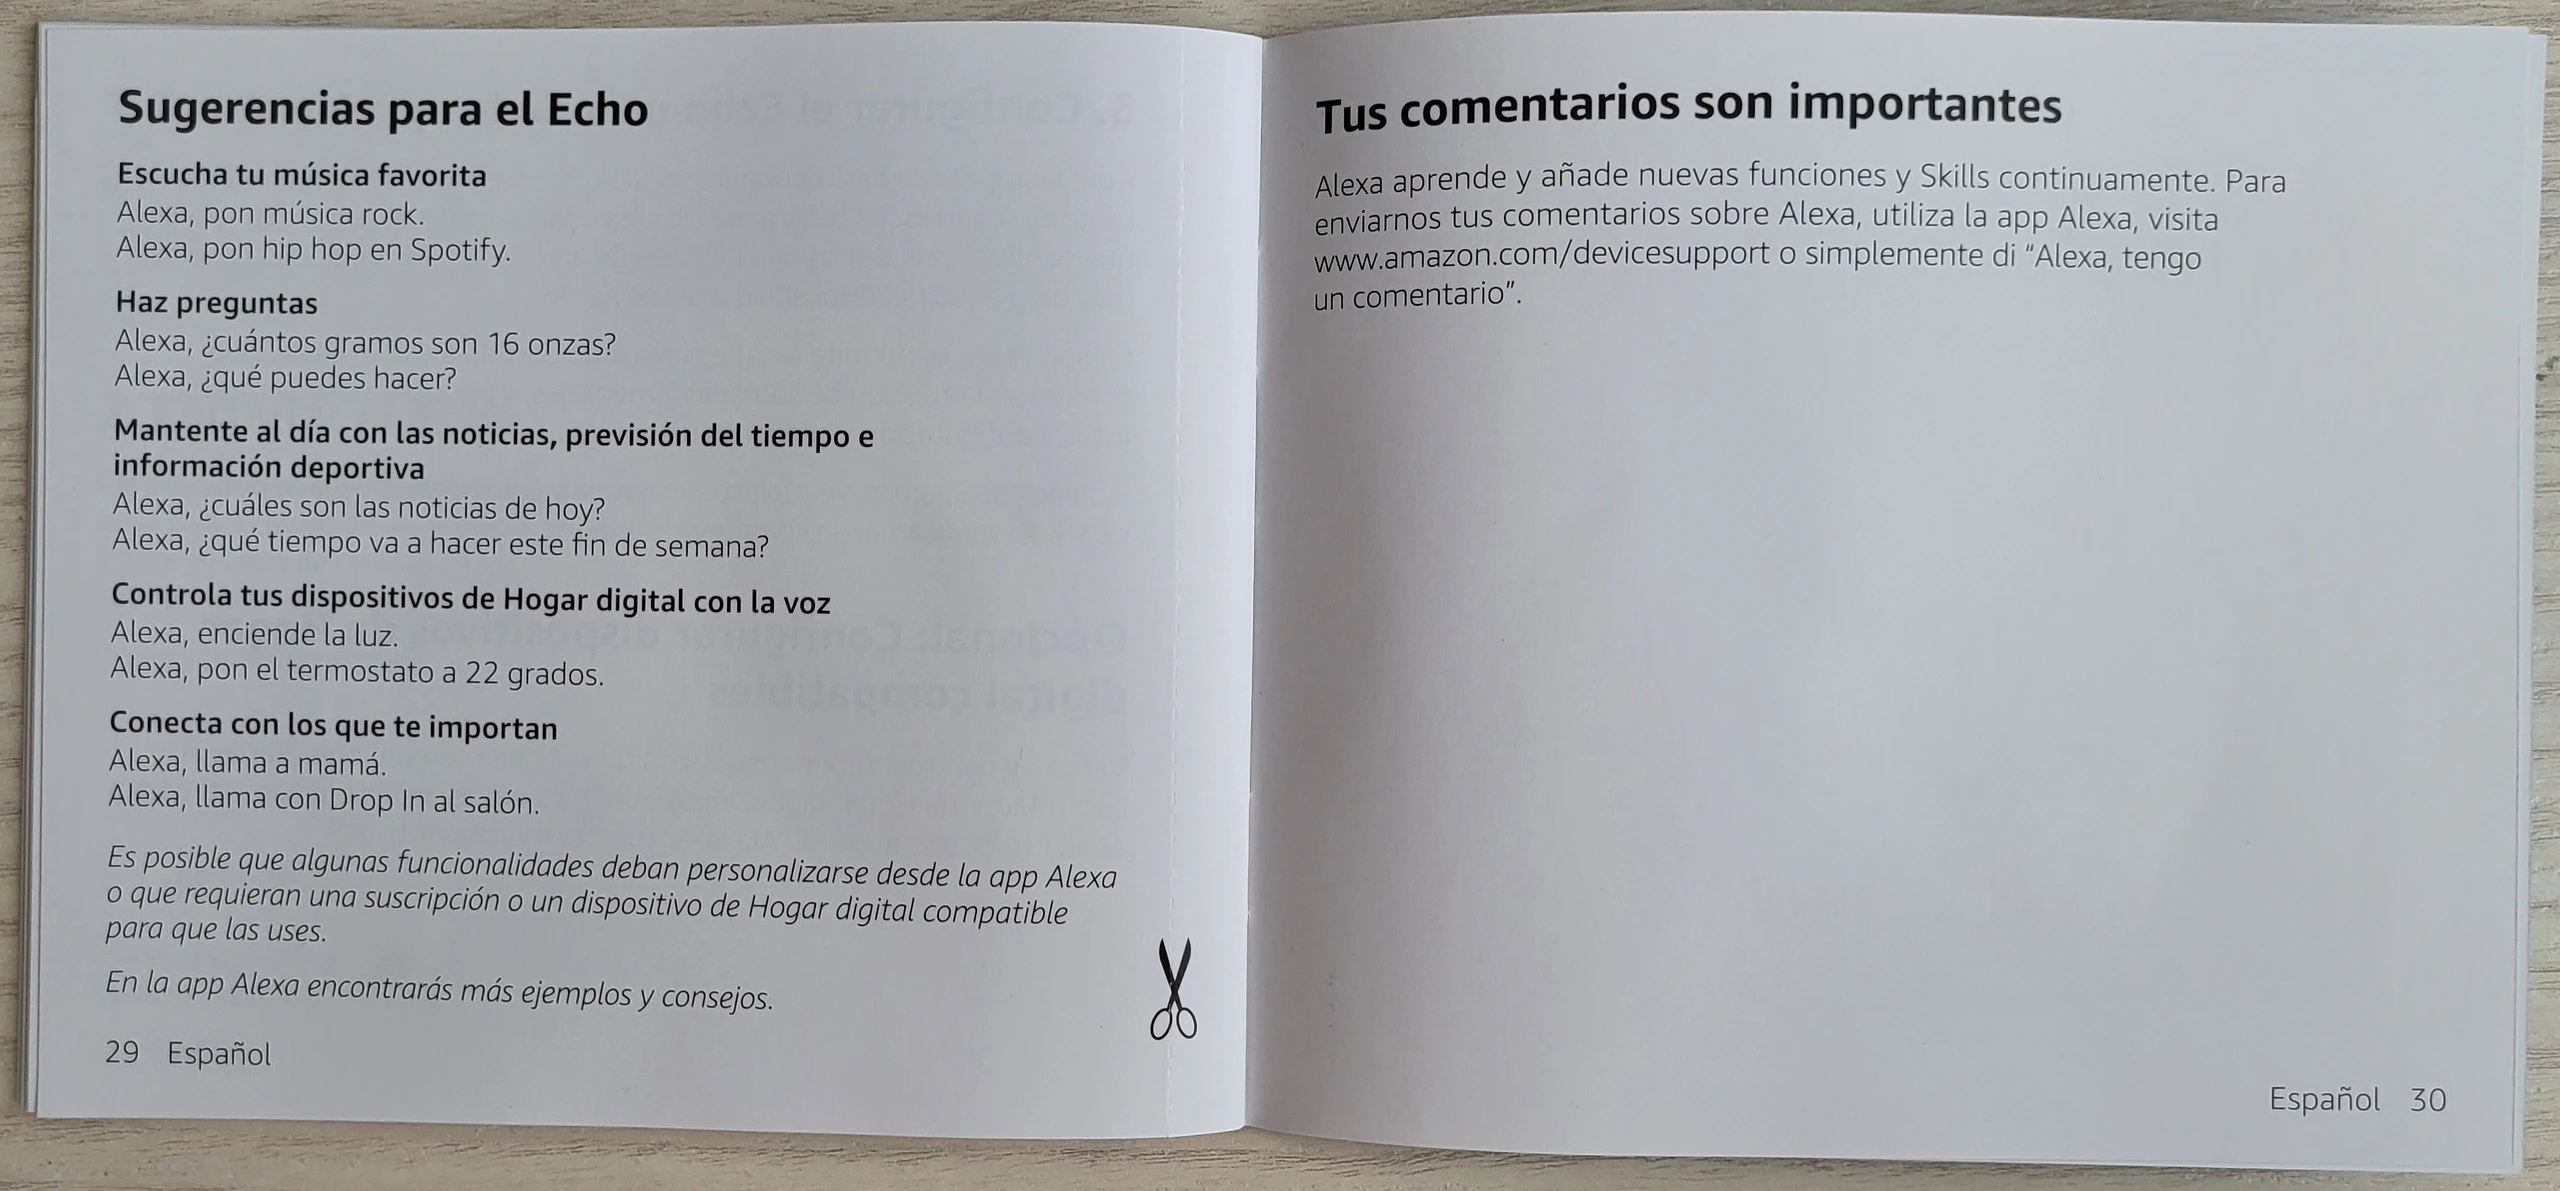 Sugerencias para el Echo
Escucha tu música favorita
Alexa, pon música rock.
Alexa, pon hip hop en Spotify.
Haz preguntas
Alexa, ¿cuántos gramos son 16 onzas?
Alexa, ¿qué puedes hacer?
Mantente al día con las noticias, previsión del tiempo e
información deportiva
Alexa, ¿cuáles son las noticias de hoy?
Alexa, ¿qué tiempo va a hacer este fin de semana?
Controla tus dispositivos de Hogar digital con la voz
Alexa, enciende la luz.
Alexa, pon el termostato a 22 grados.
Conecta con los que te importan
Alexa, llama a mamá.
Alexa, llama con Drop In al salón.
Es posible que algunas funcionalidades deban personalizarse desde la app Alexa
o que requieran una suscripción o un dispositivo de Hogar digital compatible
para que las uses.
En la app Alexa encontrarás más ejemplos y consejos.
29 Español
Tus comentarios son importantes
Alexa aprende y añade nuevas funciones y Skills continuamente. Para
enviarnos tus comentarios sobre Alexa, utiliza la app Alexa, visita
www.amazon.com/devicesupport o simplemente di “Alexa, tengo
un comentario”.
Español 30